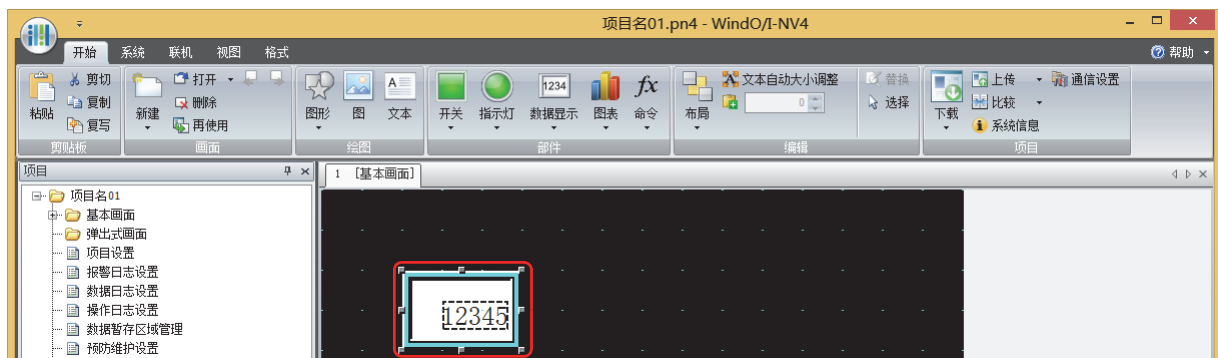 项目名01.pn4 - WindO/I-NV4
开始 系统 联机 视图 格式 帮助
剪切 打开 文本自动大小调整 替换 上传 通信设置
复制 删除 1234 0 选择 比较
粘贴 复写 新建 再使用 图形 图 文本 开关 指示灯 数据显示 图表 fx 命令 布局 下载 系统信息
剪贴板 画面 绘图 部件 编辑 项目
项目 1 [基本画面]
项目名01
基本画面
弹出式画面
项目设置
报警日志设置
数据日志设置
操作日志设置
数据暂存区域管理
预防维护设置
12345